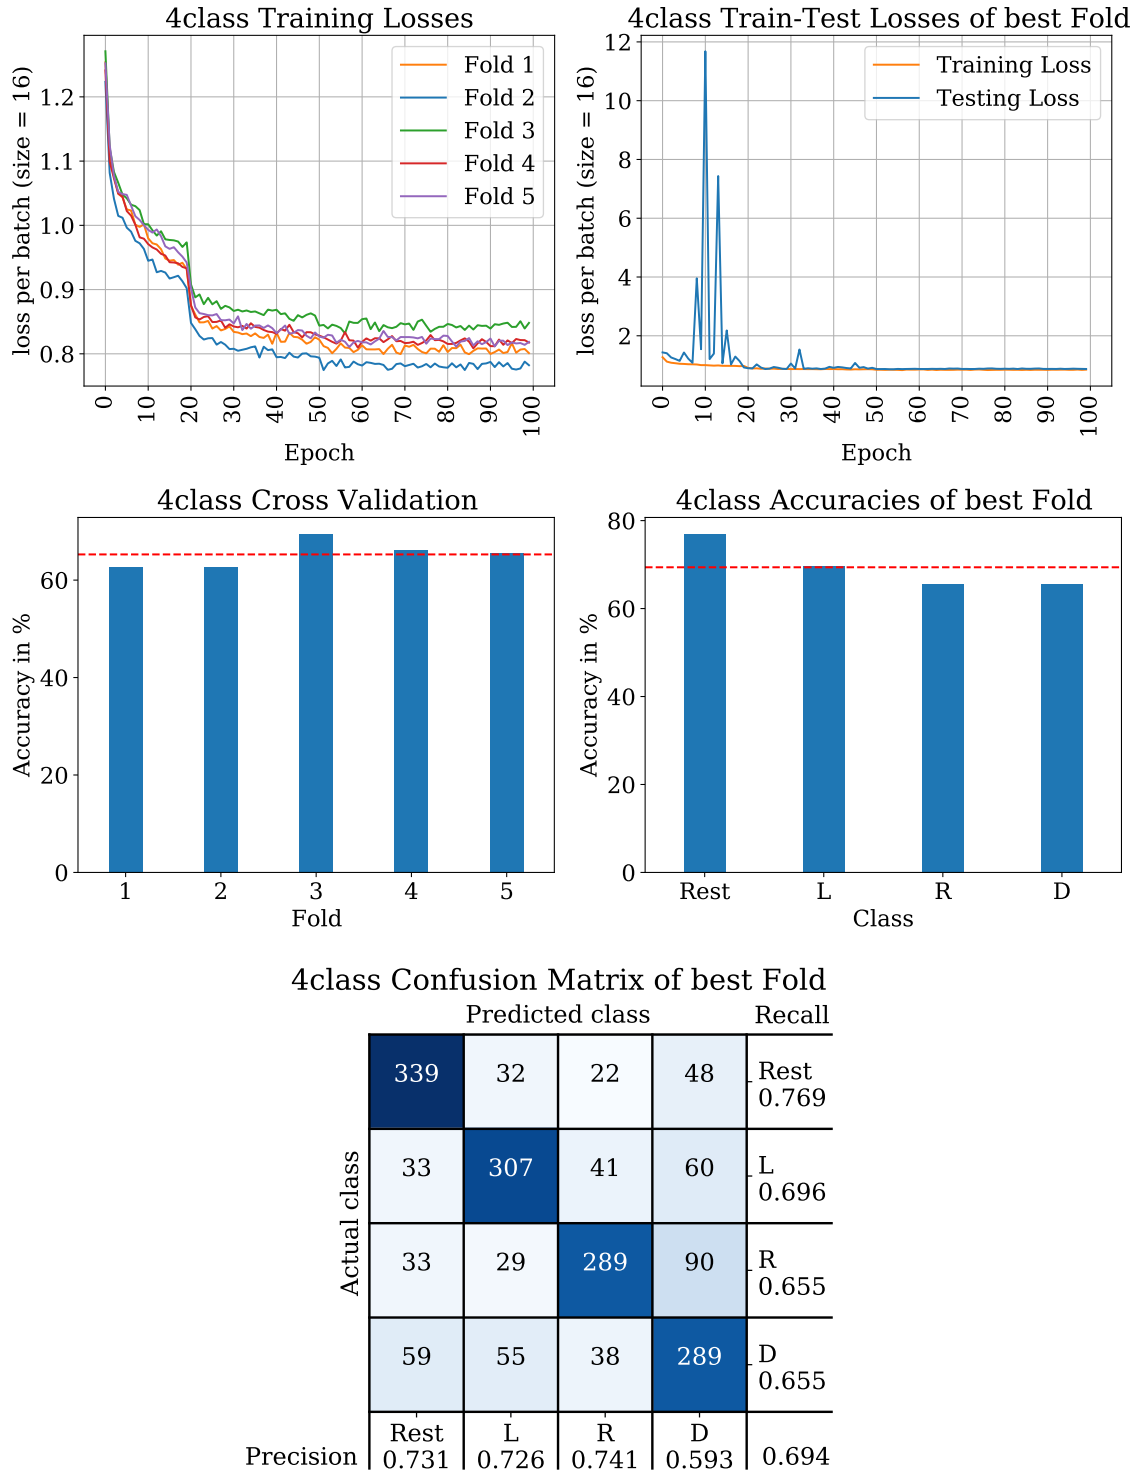 4class Training Losses
loss per batch (size = 16)
1.2
1.1
1.0
0.9
0.8
Fold 1
Fold 2
Fold 3
Fold 4
Fold 5
0 10 20 30 40 50 60 70 80 90 100
Epoch
4class Train-Test Losses of best Fold
loss per batch (size = 16)
12
10
8
6
4
2
Training Loss
Testing Loss
0 10 20 30 40 50 60 70 80 90 100
Epoch
4class Cross Validation
Accuracy in %
60
40
20
0
1 2 3 4 5
Fold
4class Accuracies of best Fold
Accuracy in %
80
60
40
20
0
Rest L R D
Class
4class Confusion Matrix of best Fold
Predicted class Recall
Actual class
339 32 22 48 Rest
0.769
33 307 41 60 L
0.696
33 29 289 90 R
0.655
59 55 38 289 D
0.655
Rest L R D
Precision 0.731 0.726 0.741 0.593 0.694